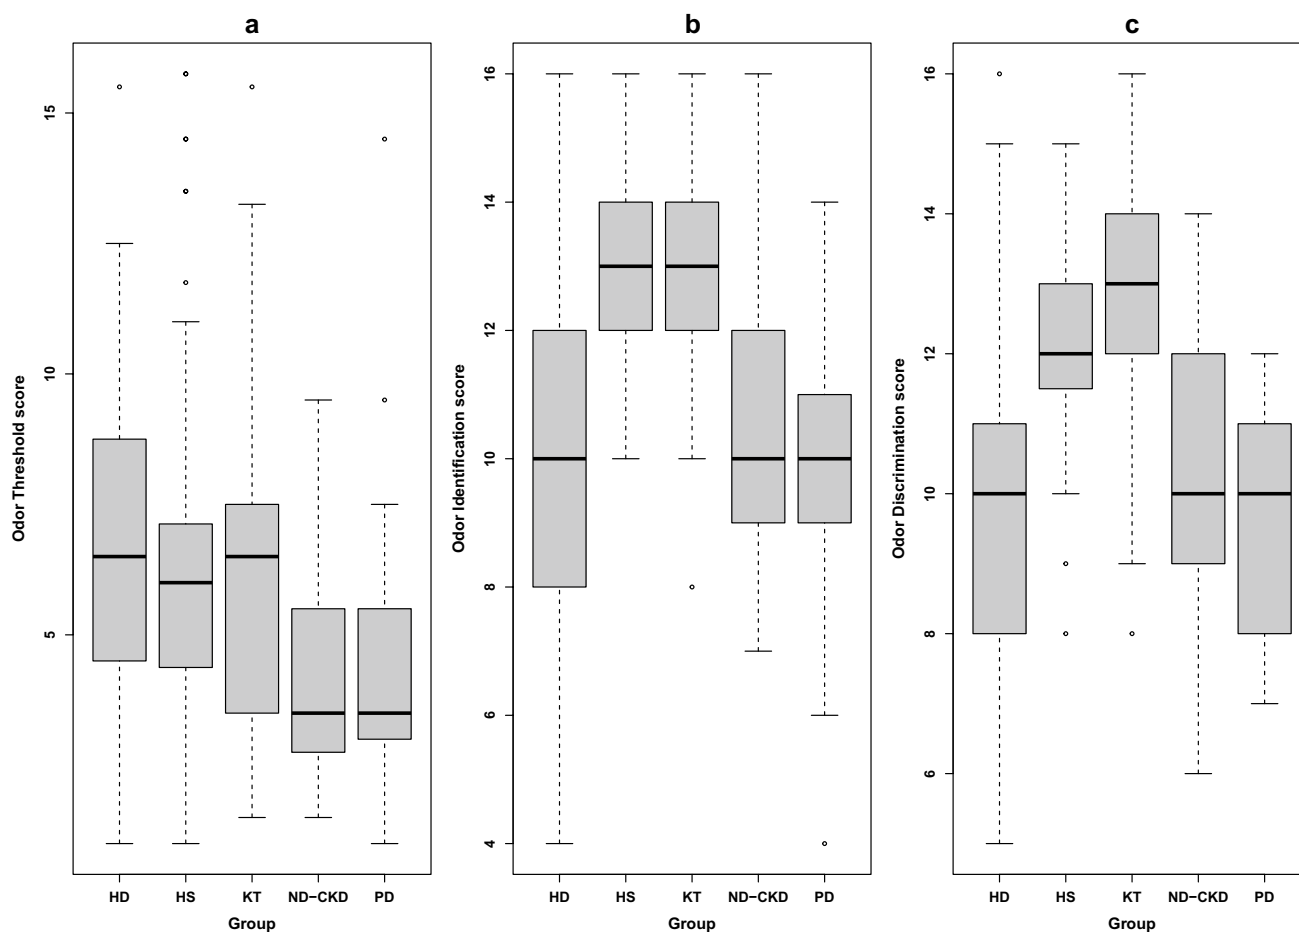 a
Odor Threshold score
15
10
5
HD HS KT ND−CKD PD
Group
b
Odor Identification score
16
14
12
10
8
6
4
HD HS KT ND−CKD PD
Group
c
Odor Discrimination score
16
14
12
10
8
6
HD HS KT ND−CKD PD
Group